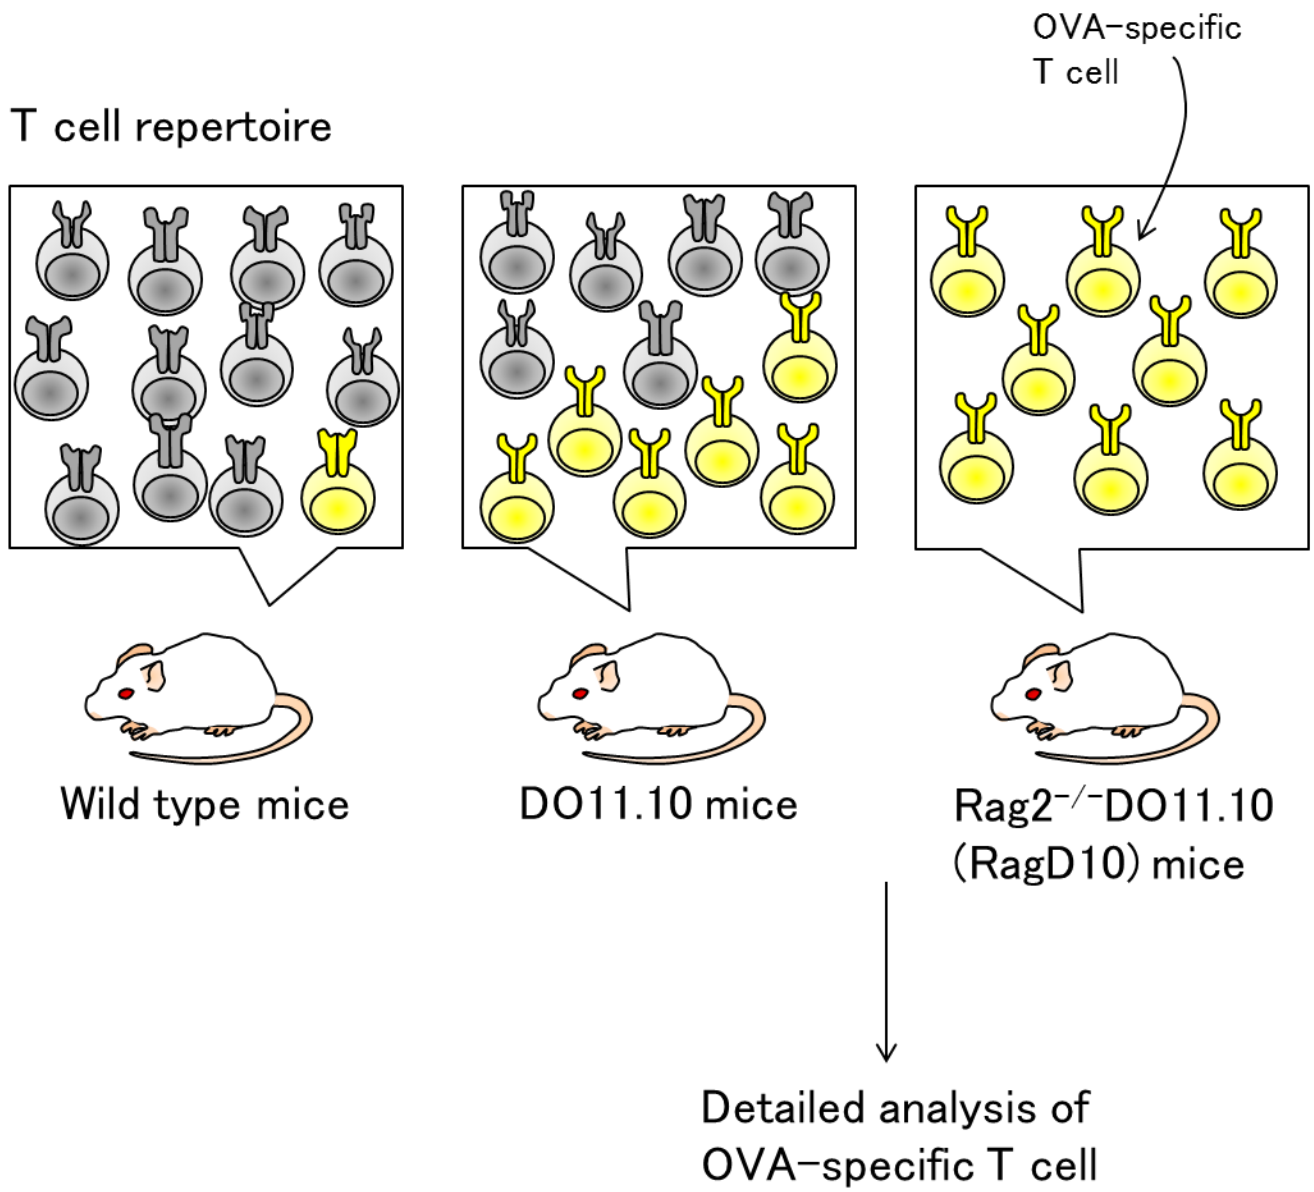 OVA-specific
T cell
T cell repertoire
Wild type mice
DO11.10 mice
Rag2⁻/⁻DO11.10
(RagD10) mice
Detailed analysis of
OVA-specific T cell